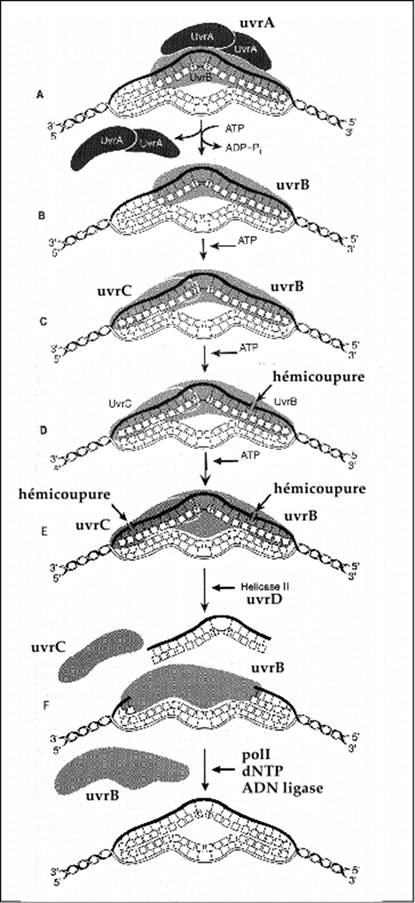 uvrA
UvrA
UvrA
UvrB
A
3'
5'
5'
3'
UvrA
UvrA
ATP
ADP-Pi
uvrB
B
3'
5'
5'
3'
ATP
uvrC
uvrB
C
3'
5'
5'
3'
ATP
hémicoupure
UvrC
UvrB
D
3'
5'
5'
3'
ATP
hémicoupure
hémicoupure
uvrC
uvrB
E
3'
5'
5'
3'
Helicase II
uvrD
uvrC
uvrB
F
3'
5'
5'
3'
polI
dNTP
ADN ligase
uvrB
3'
5'
5'
3'